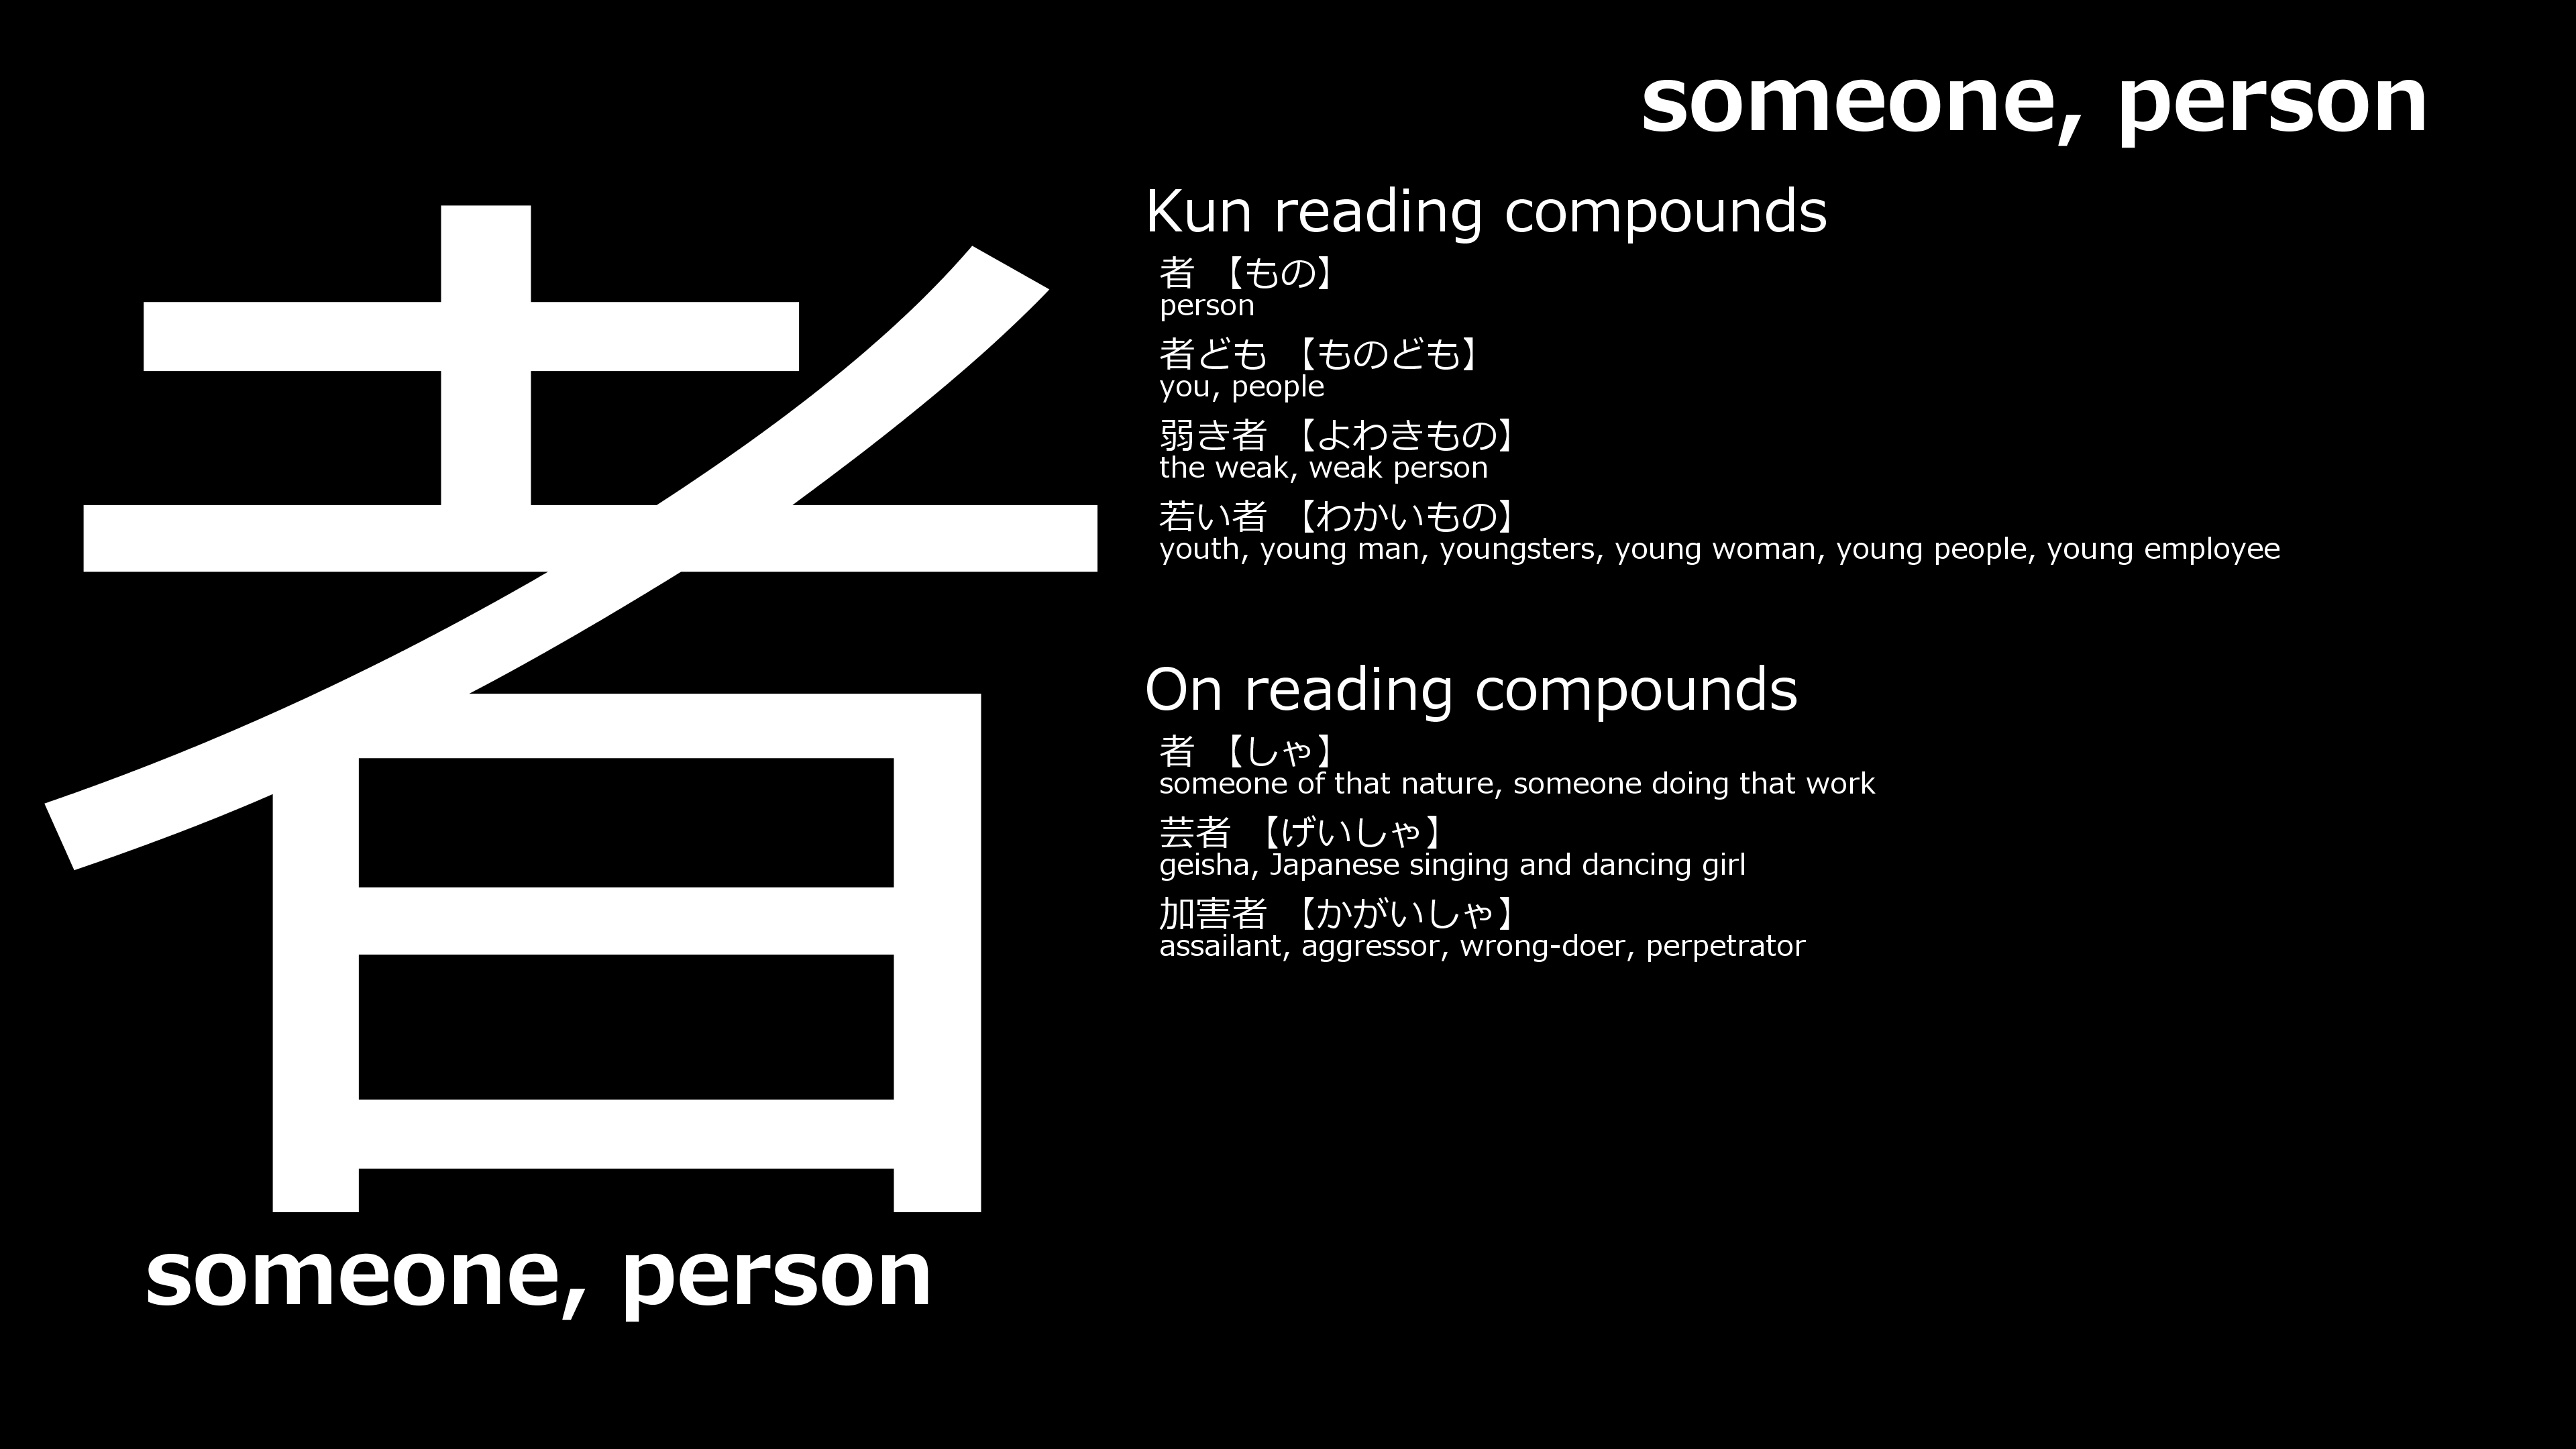 someone, person
者
someone, person
Kun reading compounds
者 【もの】
person
者ども 【ものども】
you, people
弱き者 【よわきもの】
the weak, weak person
若い者 【わかいもの】
youth, young man, youngsters, young woman, young people, young employee
On reading compounds
者 【しゃ】
someone of that nature, someone doing that work
芸者 【げいしゃ】
geisha, Japanese singing and dancing girl
加害者 【かがいしゃ】
assailant, aggressor, wrong-doer, perpetrator